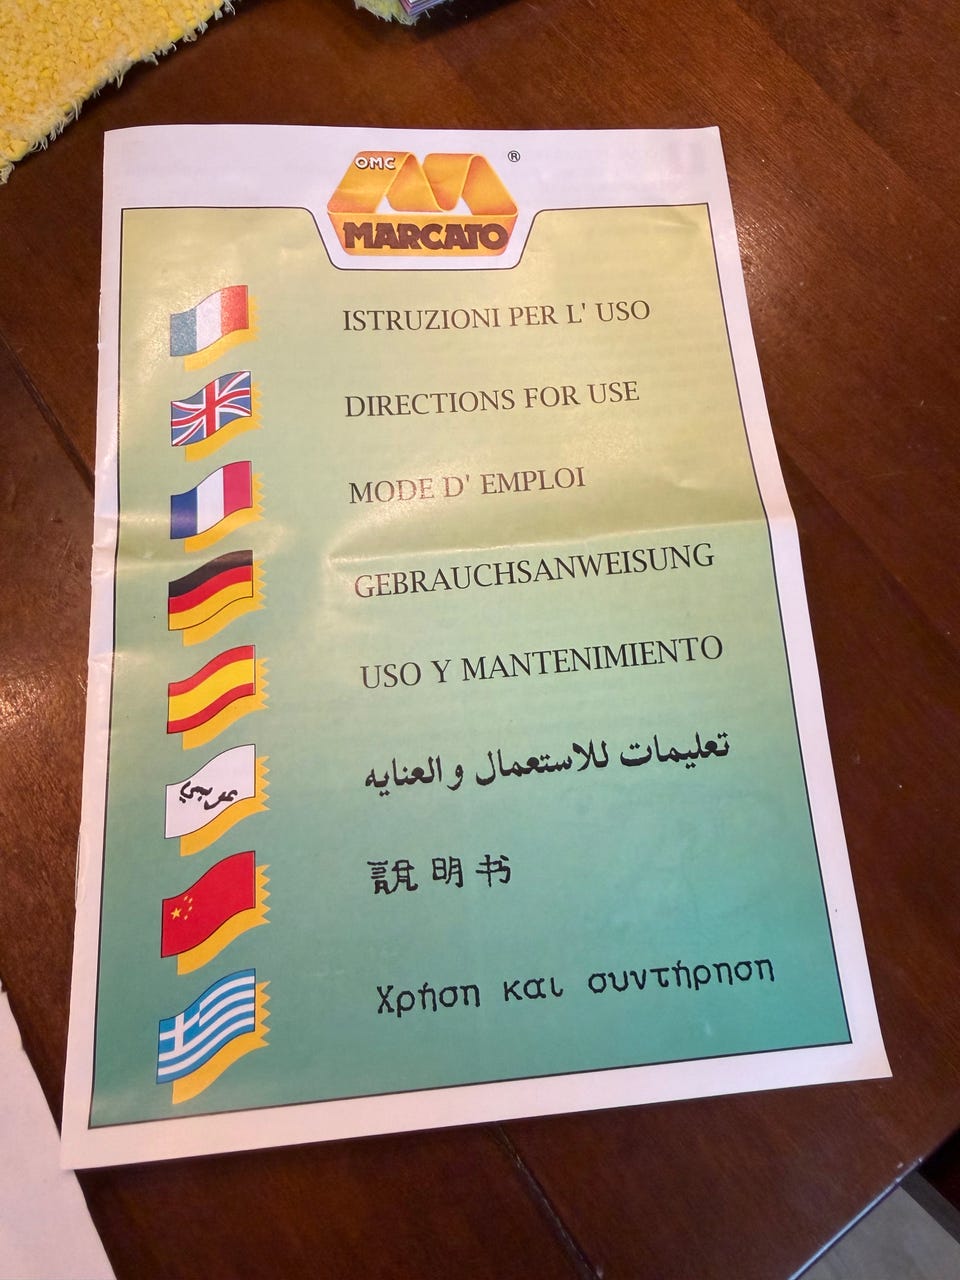 OMC
®
MARCATO
ISTRUZIONI PER L' USO
DIRECTIONS FOR USE
MODE D' EMPLOI
GEBRAUCHSANWEISUNG
USO Y MANTENIMIENTO
تعليمات للاستعمال والعنايه
عربي
說明书
Χρήση και συντήρηση